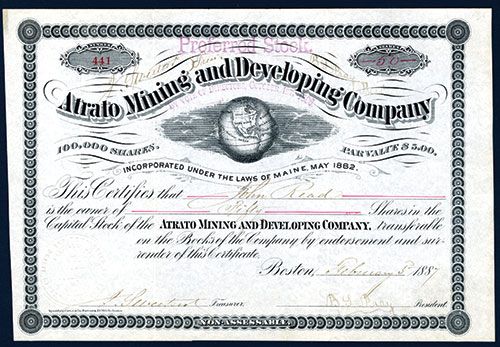 Preferred Stock.
441
50
Atrato Mining and Developing Company
100,000 SHARES.
PAR VALUE $5.00.
INCORPORATED UNDER THE LAWS OF MAINE, MAY 1882.
This Certifies that John Read
is the owner of Fifty Shares in the
Capital Stock of the ATRATO MINING AND DEVELOPING COMPANY, transferable
on the Books of the Company by endorsement and sur-
render of this Certificate.
Boston, February 5 1887
Treasurer.
President.
NON-ASSESSABLE.